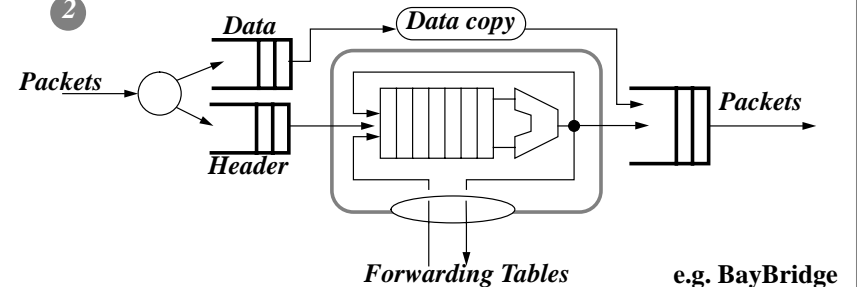 2
Data
Data copy
Packets
Packets
Header
Forwarding Tables
e.g. BayBridge